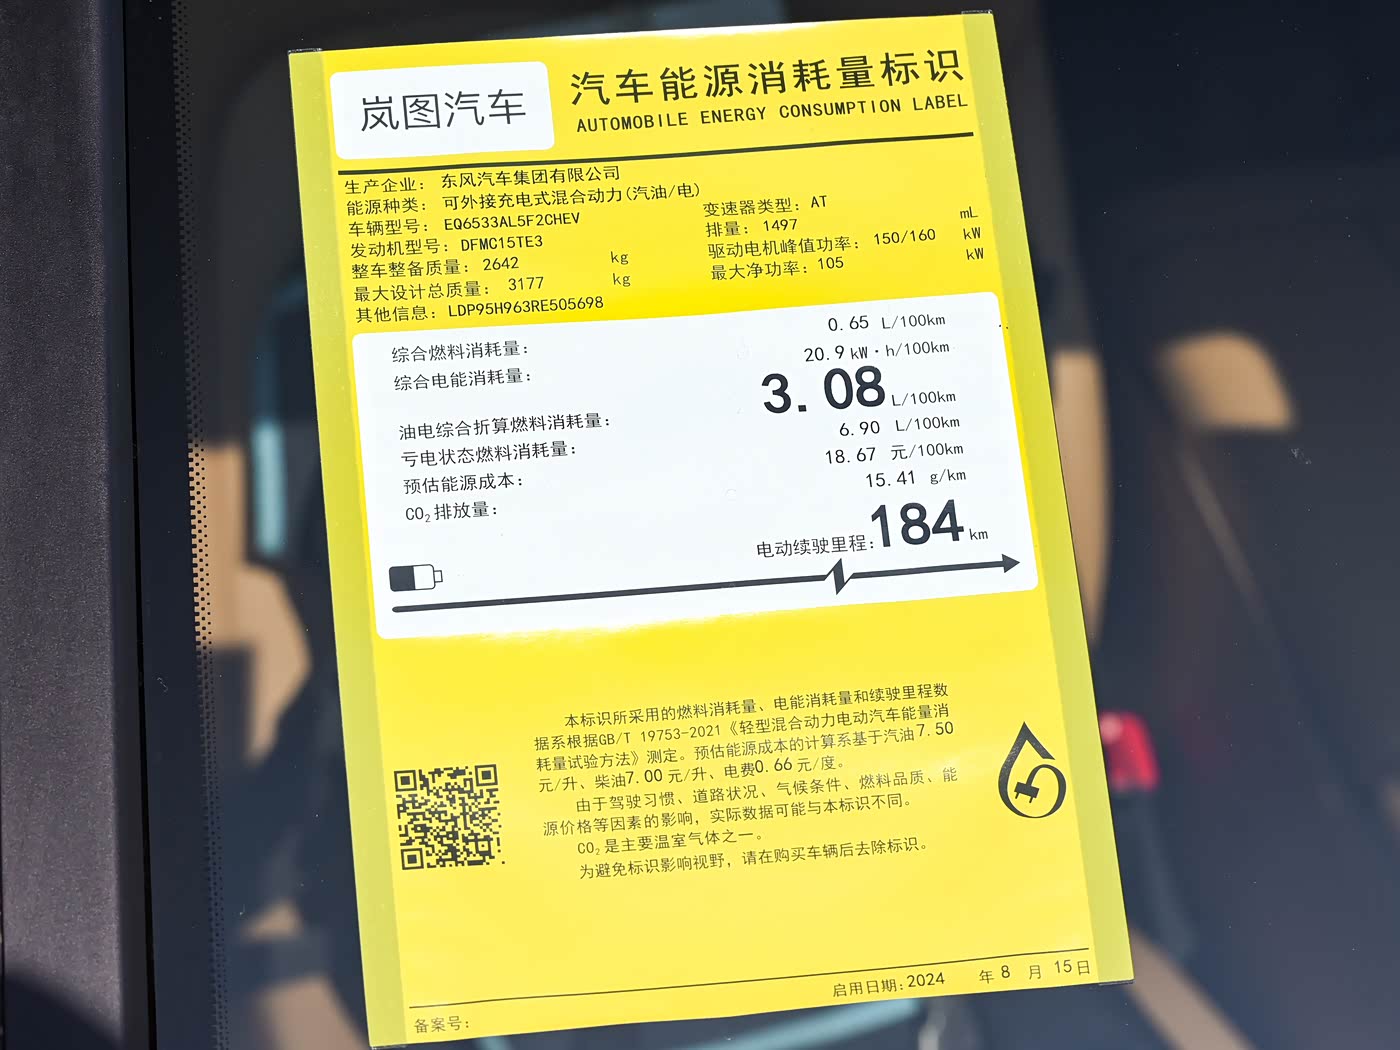 岚图汽车
汽车能源消耗量标识
AUTOMOBILE ENERGY CONSUMPTION LABEL
生产企业: 东风汽车集团有限公司
能源种类: 可外接充电式混合动力(汽油/电)
车辆型号: EQ6533AL5F2CHEV
变速器类型: AT
发动机型号: DFMC15TE3
排量: 1497 mL
整车整备质量: 2642 kg
驱动电机峰值功率: 150/160 kW
最大设计总质量: 3177 kg
最大净功率: 105 kW
其他信息: LDP95H963RE505698
综合燃料消耗量: 0.65 L/100km
综合电能消耗量: 20.9 kW·h/100km
油电综合折算燃料消耗量: 3.08 L/100km
亏电状态燃料消耗量: 6.90 L/100km
预估能源成本: 18.67 元/100km
CO₂排放量: 15.41 g/km
电动续驶里程: 184 km
本标识所采用的燃料消耗量、电能消耗量和续驶里程数
据系根据GB/T 19753-2021《轻型混合动力电动汽车能量消
耗量试验方法》测定。预估能源成本的计算系基于汽油7.50
元/升、柴油7.00 元/升、电费0.66 元/度。
由于驾驶习惯、道路状况、气候条件、燃料品质、能
源价格等因素的影响，实际数据可能与本标识不同。
CO₂是主要温室气体之一。
为避免标识影响视野，请在购买车辆后去除标识。
启用日期: 2024 年 8 月 15 日
备案号: